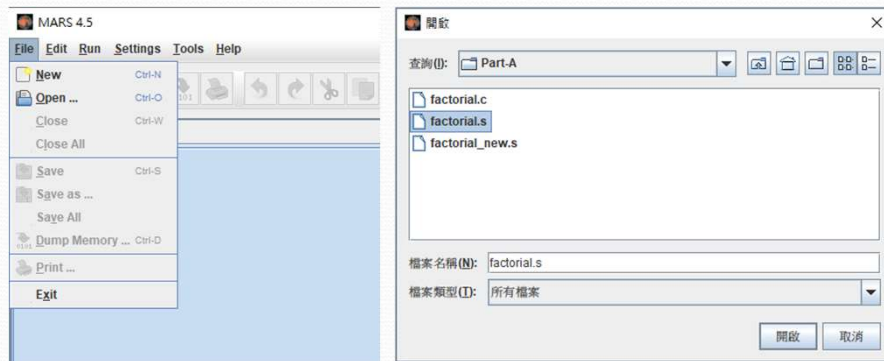 MARS 4.5
File Edit Run Settings Tools Help
New Ctrl-N
Open ... Ctrl-O
Close Ctrl-W
Close All
Save Ctrl-S
Save as ...
Save All
Dump Memory ... Ctrl-D
Print ...
Exit
開啟
查詢(I): Part-A
factorial.c
factorial.s
factorial_new.s
檔案名稱(N): factorial.s
檔案類型(T): 所有檔案
開啟 取消